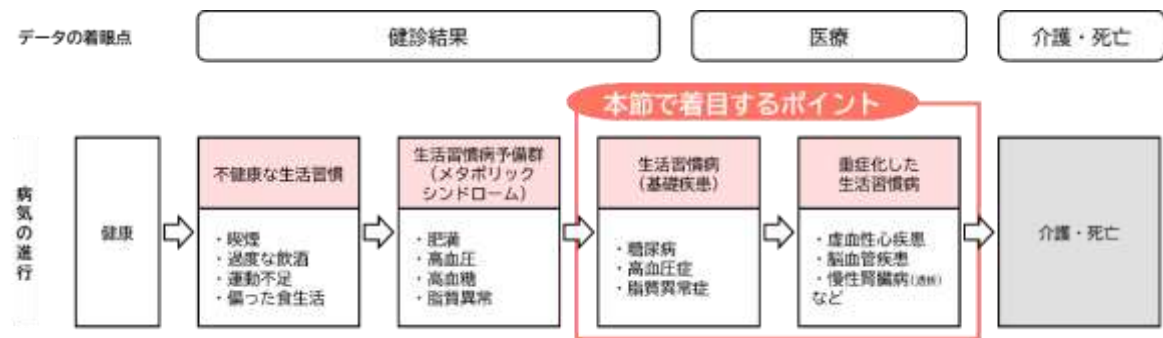 データの着眼点
健診結果
医療
介護・死亡
本節で着目するポイント
病気の進行
健康
不健康な生活習慣
・喫煙
・過度な飲酒
・運動不足
・偏った食生活
生活習慣病予備群
(メタボリック
シンドローム)
・肥満
・高血圧
・高血糖
・脂質異常
生活習慣病
(基礎疾患)
・糖尿病
・高血圧症
・脂質異常症
重症化した
生活習慣病
・虚血性心疾患
・脳血管疾患
・慢性腎臓病(透析)
など
介護・死亡